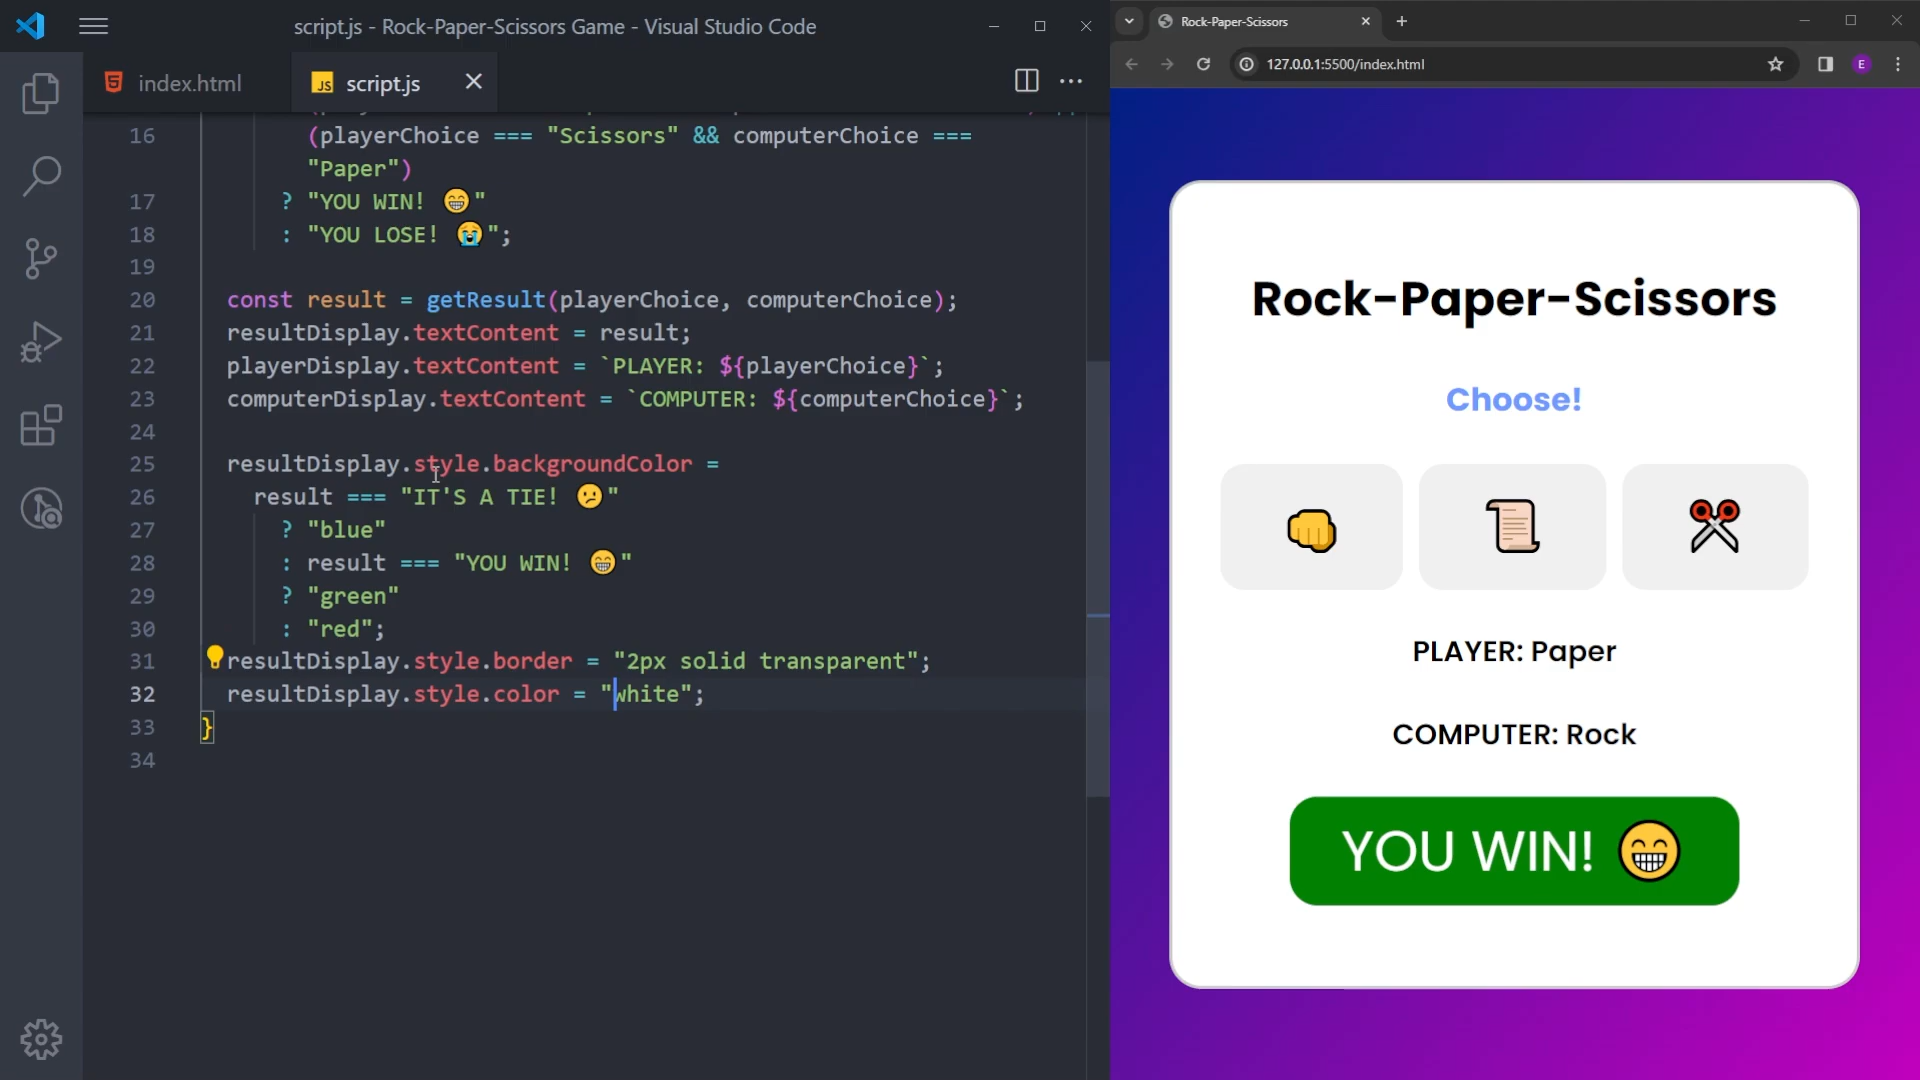 script.js - Rock-Paper-Scissors Game - Visual Studio Code
index.html
JS script.js
16 (playerChoice === "Scissors" && computerChoice ===
"Paper")
17 ? "YOU WIN! 😁"
18 : "YOU LOSE! 😭";
19
20 const result = getResult(playerChoice, computerChoice);
21 resultDisplay.textContent = result;
22 playerDisplay.textContent = `PLAYER: ${playerChoice}`;
23 computerDisplay.textContent = `COMPUTER: ${computerChoice}`;
24
25 resultDisplay.style.backgroundColor =
26 result === "IT'S A TIE! 😕"
27 ? "blue"
28 : result === "YOU WIN! 😁"
29 ? "green"
30 : "red";
31 resultDisplay.style.border = "2px solid transparent";
32 resultDisplay.style.color = "white";
33 }
34
Rock-Paper-Scissors
127.0.0.1:5500/index.html
E
Rock-Paper-Scissors
Choose!
PLAYER: Paper
COMPUTER: Rock
YOU WIN! 😁